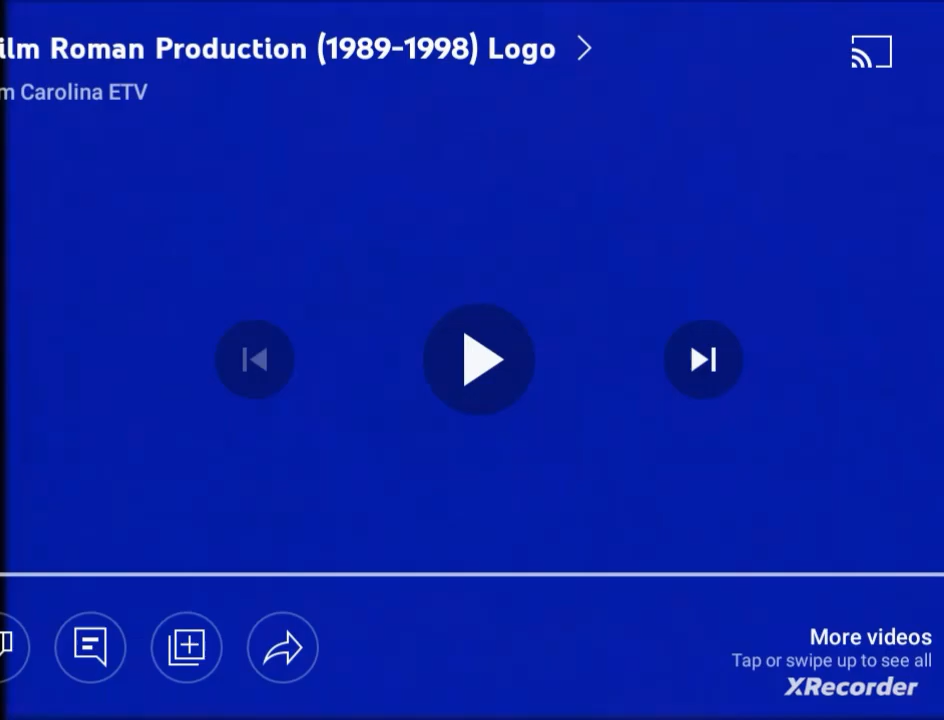 ilm Roman Production (1989-1998) Logo
m Carolina ETV
More videos
Tap or swipe up to see all
XRecorder